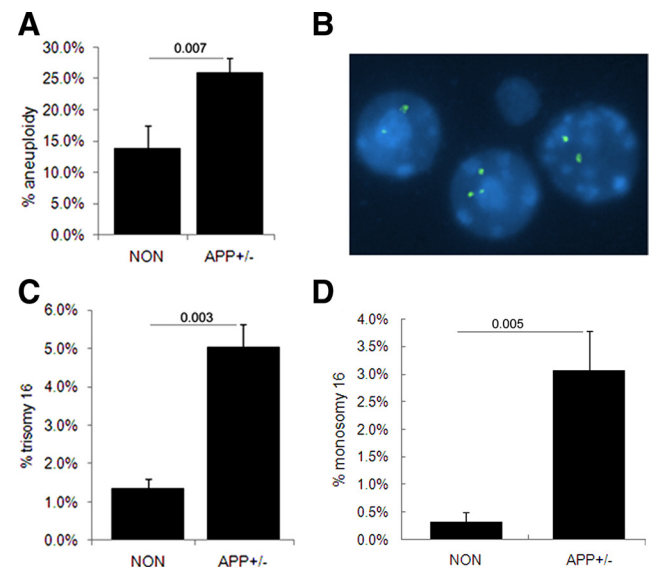 A
30.0%
25.0%
20.0%
15.0%
10.0%
5.0%
0.0%
% aneuploidy
0.007
NON APP+/-
B
C
6.0%
5.0%
4.0%
3.0%
2.0%
1.0%
0.0%
% trisomy 16
0.003
NON APP+/-
D
4.0%
3.5%
3.0%
2.5%
2.0%
1.5%
1.0%
0.5%
0.0%
% monosomy 16
0.005
NON APP+/-